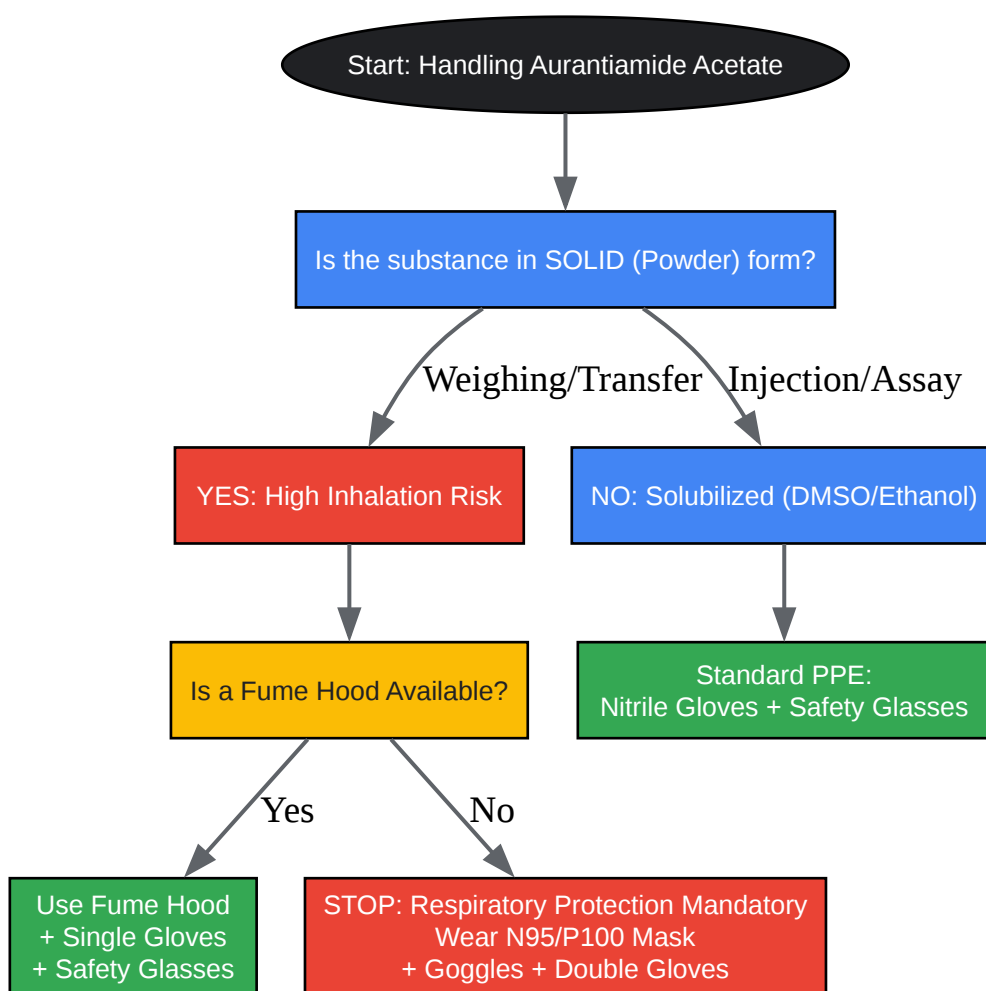 Start: Handling Aurantiamide Acetate
Is the substance in SOLID (Powder) form?
Weighing/Transfer
Injection/Assay
YES: High Inhalation Risk
NO: Solubilized (DMSO/Ethanol)
Is a Fume Hood Available?
Standard PPE:
Nitrile Gloves + Safety Glasses
Yes
No
Use Fume Hood
+ Single Gloves
+ Safety Glasses
STOP: Respiratory Protection Mandatory
Wear N95/P100 Mask
+ Goggles + Double Gloves